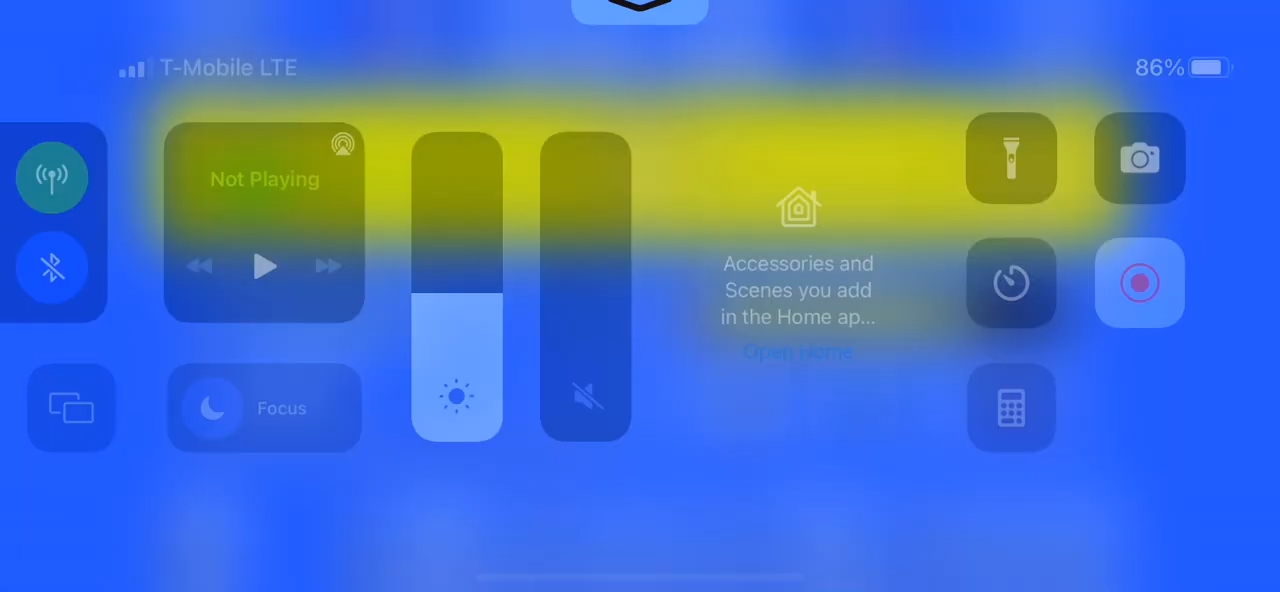 T-Mobile LTE
86%
Not Playing
Accessories and
Scenes you add
in the Home ap...
Open Home
Focus